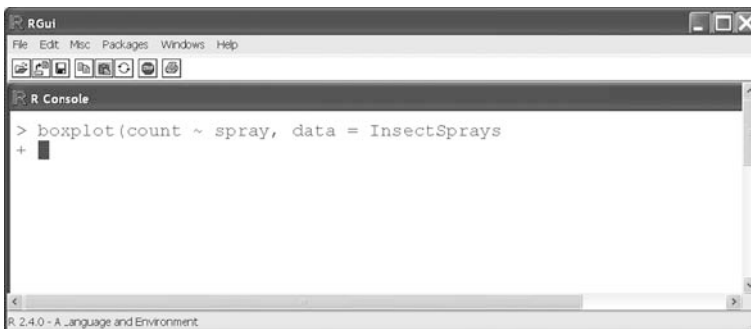 RGui
File Edit Misc Packages Windows Help
STOP
R Console
> boxplot(count ~ spray, data = InsectSprays
+
R 2.4.0 - A Language and Environment